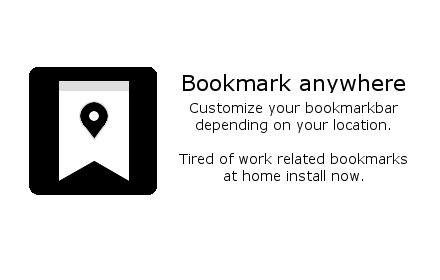 Bookmark anywhere
Customize your bookmarkbar
depending on your location.
Tired of work related bookmarks
at home install now.